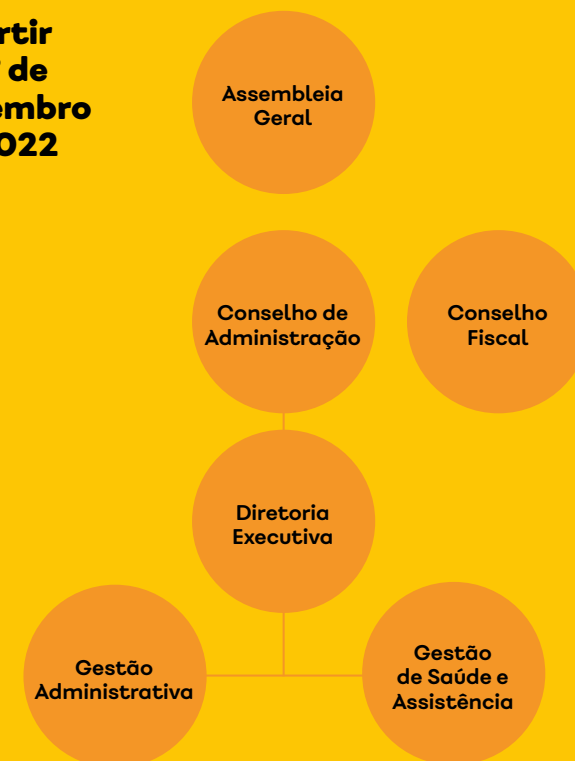 rtir
de
embro
022
Assembleia
Geral
Conselho de
Administração
Conselho
Fiscal
Diretoria
Executiva
Gestão
Administrativa
Gestão
de Saúde e
Assistência